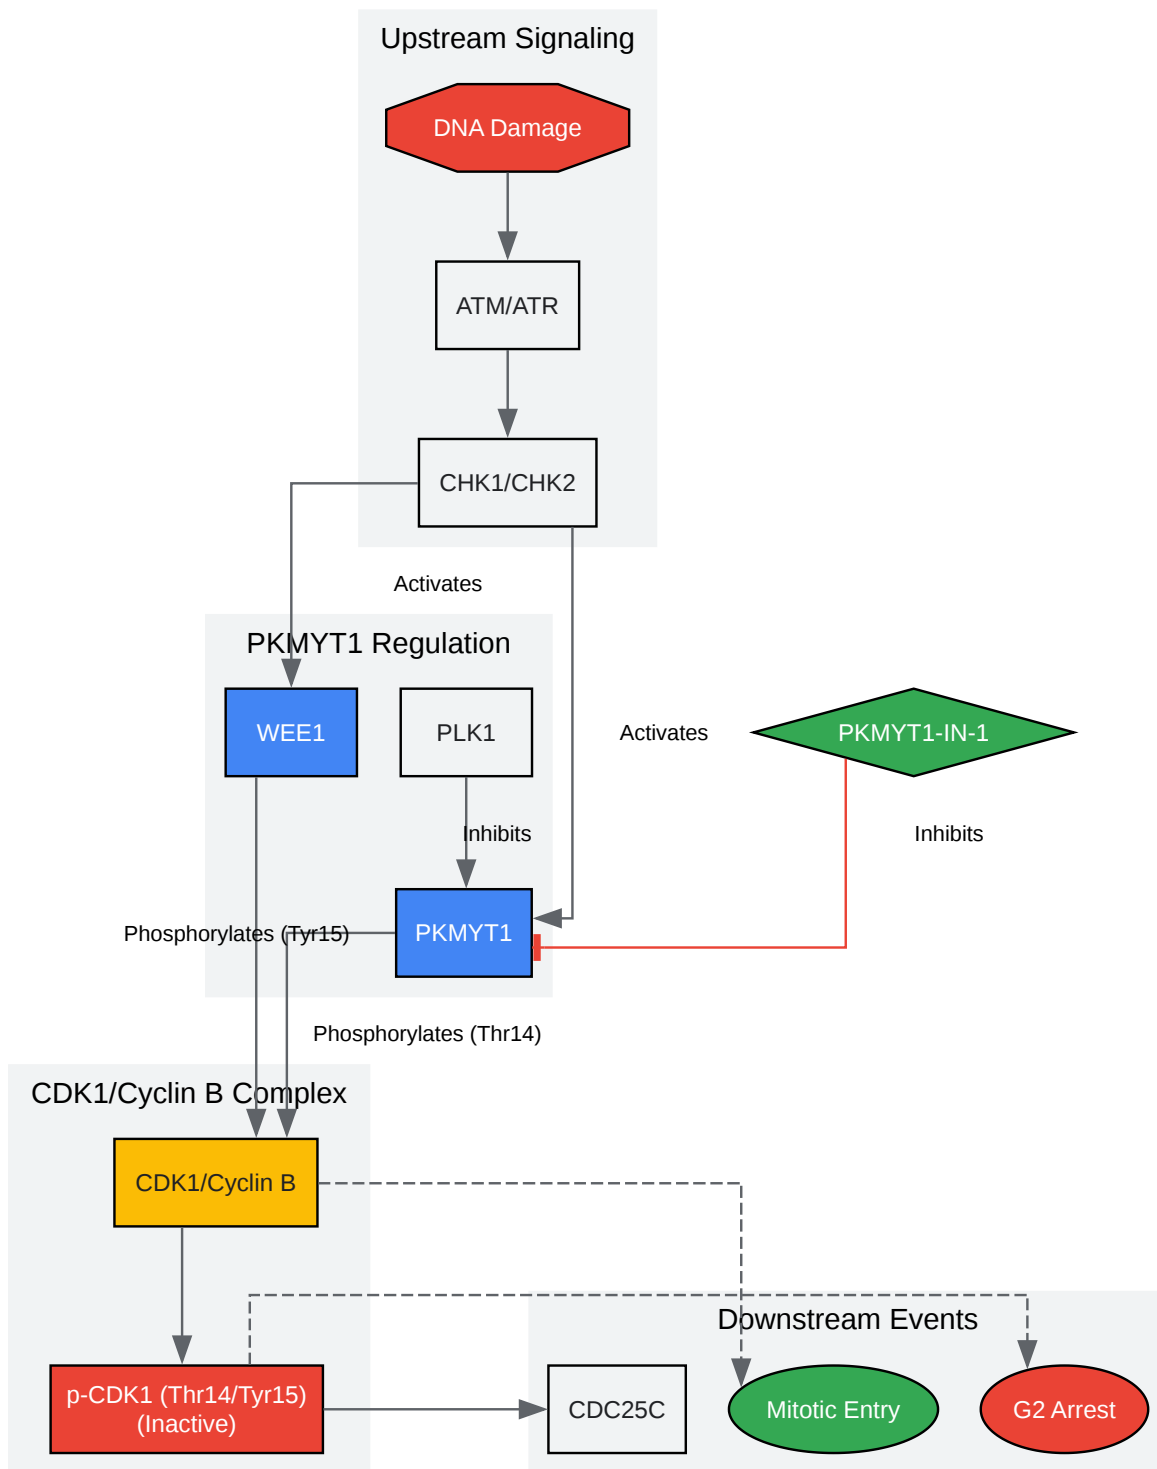 Upstream Signaling
DNA Damage
ATM/ATR
CHK1/CHK2
Activates
PKMYT1 Regulation
WEE1
PLK1
Activates
PKMYT1-IN-1
Inhibits
Inhibits
PKMYT1
Phosphorylates (Tyr15)
Phosphorylates (Thr14)
CDK1/Cyclin B Complex
CDK1/Cyclin B
Downstream Events
p-CDK1 (Thr14/Tyr15)
(Inactive)
CDC25C
Mitotic Entry
G2 Arrest